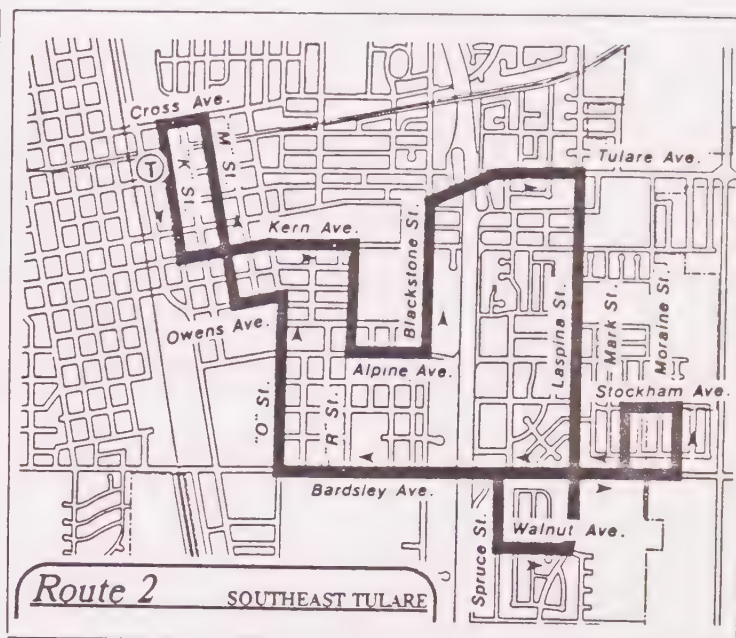 Cross Ave.
"M" St.
"K" St.
T
Tulare Ave.
Kern Ave.
Blackstone St.
Owens Ave.
Alpine Ave.
Laspina St.
Mark St.
Moraine St.
Stockham Ave.
"O" St.
"R" St.
Bardsley Ave.
Spruce St.
Walnut Ave.
Route 2 SOUTHEAST TULARE